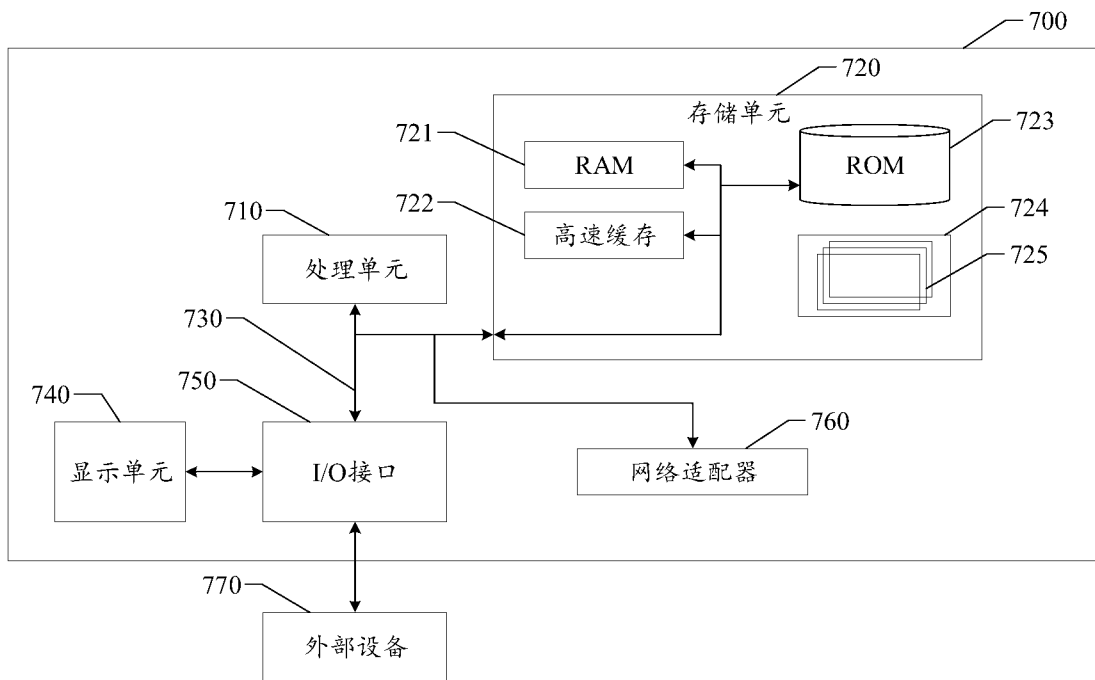 700
720
存储单元
721
RAM
723
ROM
722
高速缓存
724
725
710
处理单元
730
740
750
760
显示单元
I/O接口
网络适配器
770
外部设备